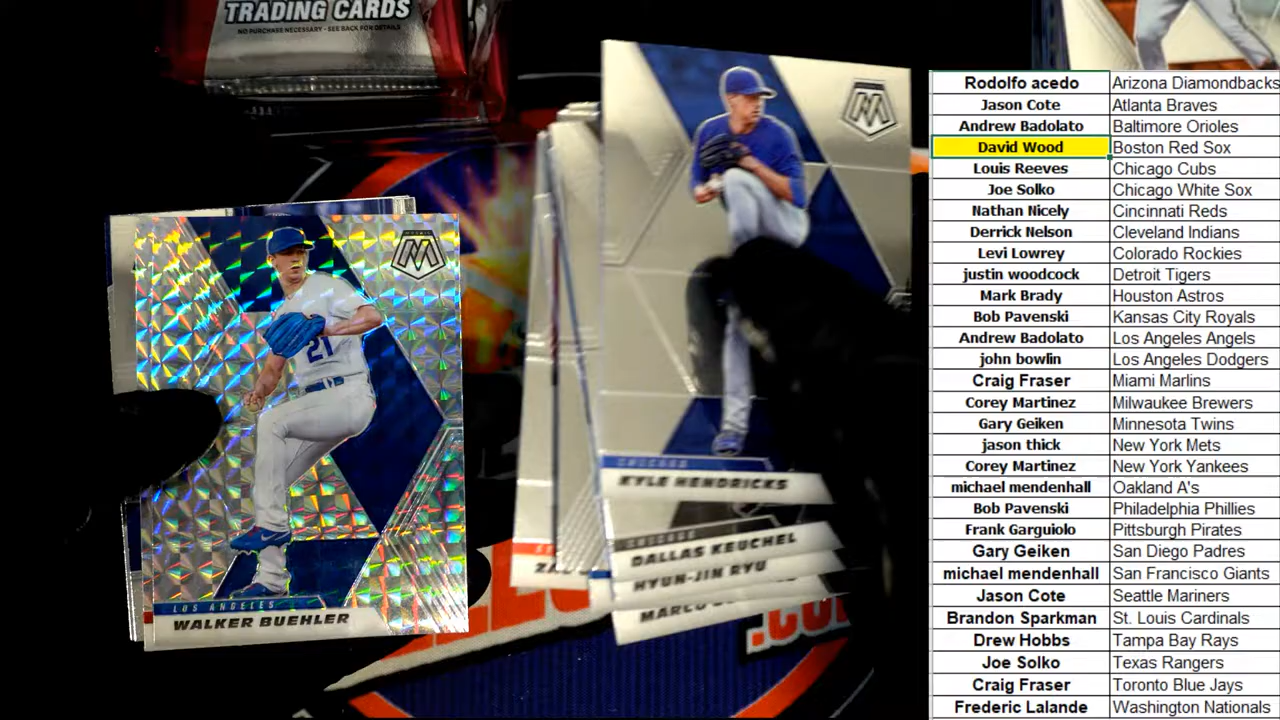 TRADING CARDS
NO PURCHASE NECESSARY - SEE BACK FOR DETAILS
M
MOSAIC
M
21
LOS ANGELES
WALKER BUEHLER
CHICAGO
KYLE HENDRICKS
CHICAGO
DALLAS KEUCHEL
HYUN-JIN RYU
.CO
Rodolfo acedo Arizona Diamondbacks
Jason Cote Atlanta Braves
Andrew Badolato Baltimore Orioles
David Wood Boston Red Sox
Louis Reeves Chicago Cubs
Joe Solko Chicago White Sox
Nathan Nicely Cincinnati Reds
Derrick Nelson Cleveland Indians
Levi Lowrey Colorado Rockies
justin woodcock Detroit Tigers
Mark Brady Houston Astros
Bob Pavenski Kansas City Royals
Andrew Badolato Los Angeles Angels
john bowlin Los Angeles Dodgers
Craig Fraser Miami Marlins
Corey Martinez Milwaukee Brewers
Gary Geiken Minnesota Twins
jason thick New York Mets
Corey Martinez New York Yankees
michael mendenhall Oakland A's
Bob Pavenski Philadelphia Phillies
Frank Garguiolo Pittsburgh Pirates
Gary Geiken San Diego Padres
michael mendenhall San Francisco Giants
Jason Cote Seattle Mariners
Brandon Sparkman St. Louis Cardinals
Drew Hobbs Tampa Bay Rays
Joe Solko Texas Rangers
Craig Fraser Toronto Blue Jays
Frederic Lalande Washington Nationals